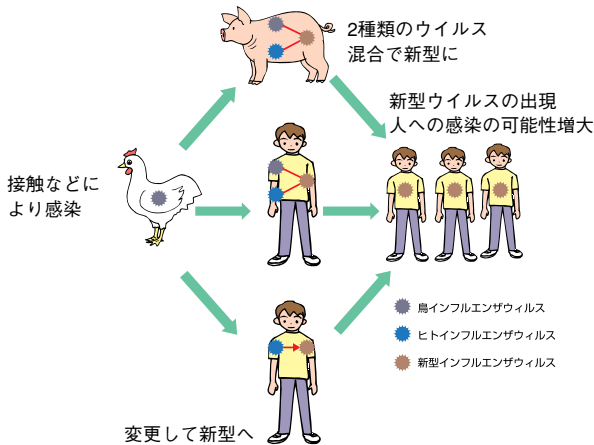 2種類のウイルス
混合で新型に
新型ウイルスの出現
人への感染の可能性増大
接触などに
より感染
鳥インフルエンザウィルス
ヒトインフルエンザウィルス
新型インフルエンザウィルス
変更して新型へ